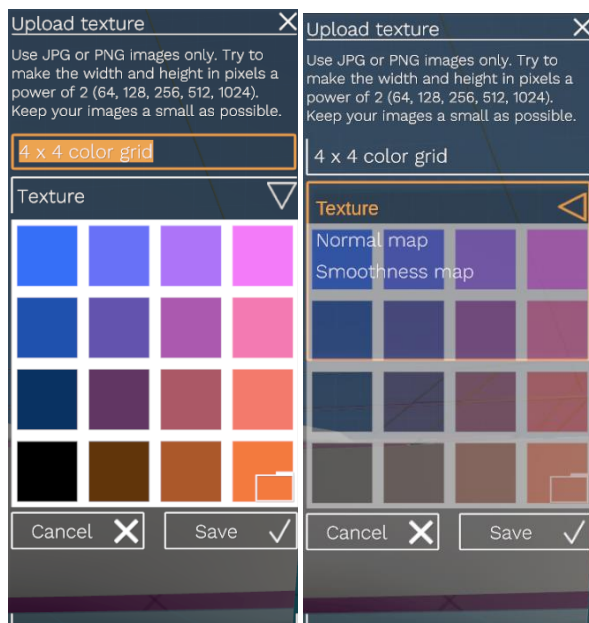 Upload texture
Use JPG or PNG images only. Try to
make the width and height in pixels a
power of 2 (64, 128, 256, 512, 1024).
Keep your images a small as possible.
4 x 4 color grid
Texture
Cancel
Save
Upload texture
Use JPG or PNG images only. Try to
make the width and height in pixels a
power of 2 (64, 128, 256, 512, 1024).
Keep your images a small as possible.
4 x 4 color grid
Texture
Normal map
Smoothness map
Cancel
Save